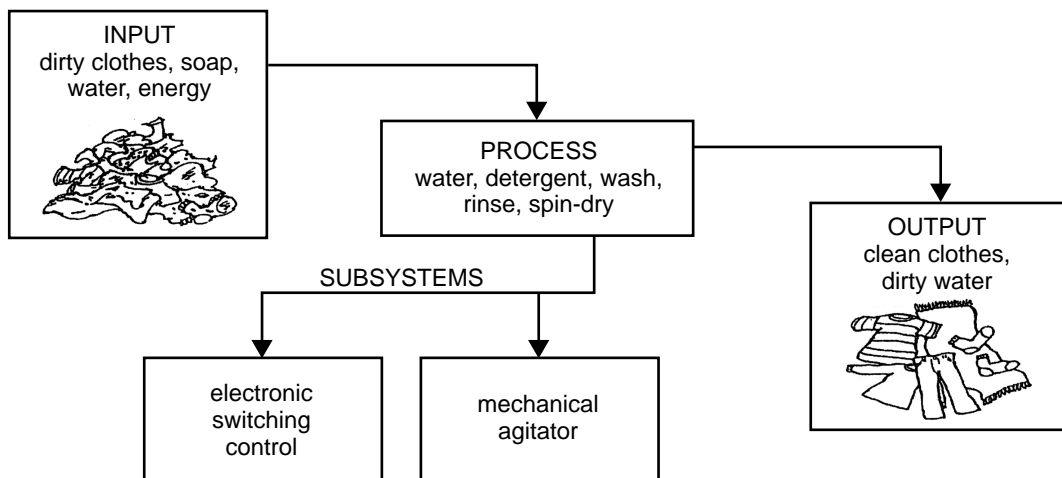 INPUT
dirty clothes, soap,
water, energy
PROCESS
water, detergent, wash,
rinse, spin-dry
OUTPUT
clean clothes,
dirty water
SUBSYSTEMS
electronic
switching
control
mechanical
agitator